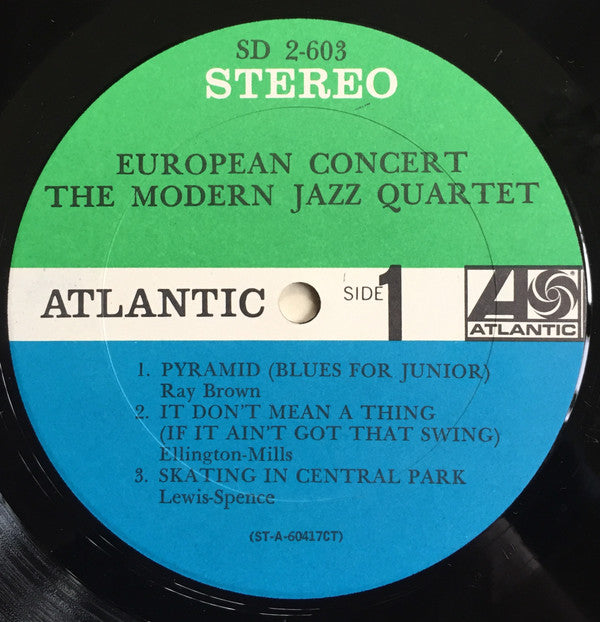 SD 2-603
STEREO
EUROPEAN CONCERT
THE MODERN JAZZ QUARTET
ATLANTIC
SIDE 1
ATLANTIC
1. PYRAMID (BLUES FOR JUNIOR)
Ray Brown
2. IT DON'T MEAN A THING
(IF IT AIN'T GOT THAT SWING)
Ellington-Mills
3. SKATING IN CENTRAL PARK
Lewis-Spence
(ST-A-60417CT)